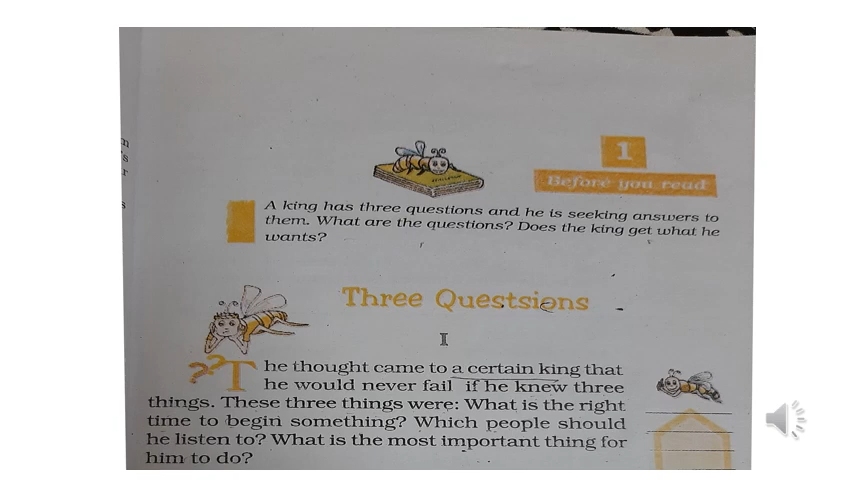 1
Before you read
A king has three questions and he is seeking answers to
them. What are the questions? Does the king get what he
wants?
Three Questsions
I
The thought came to a certain king that
he would never fail if he knew three
things. These three things were: What is the right
time to begin something? Which people should
he listen to? What is the most important thing for
him to do?